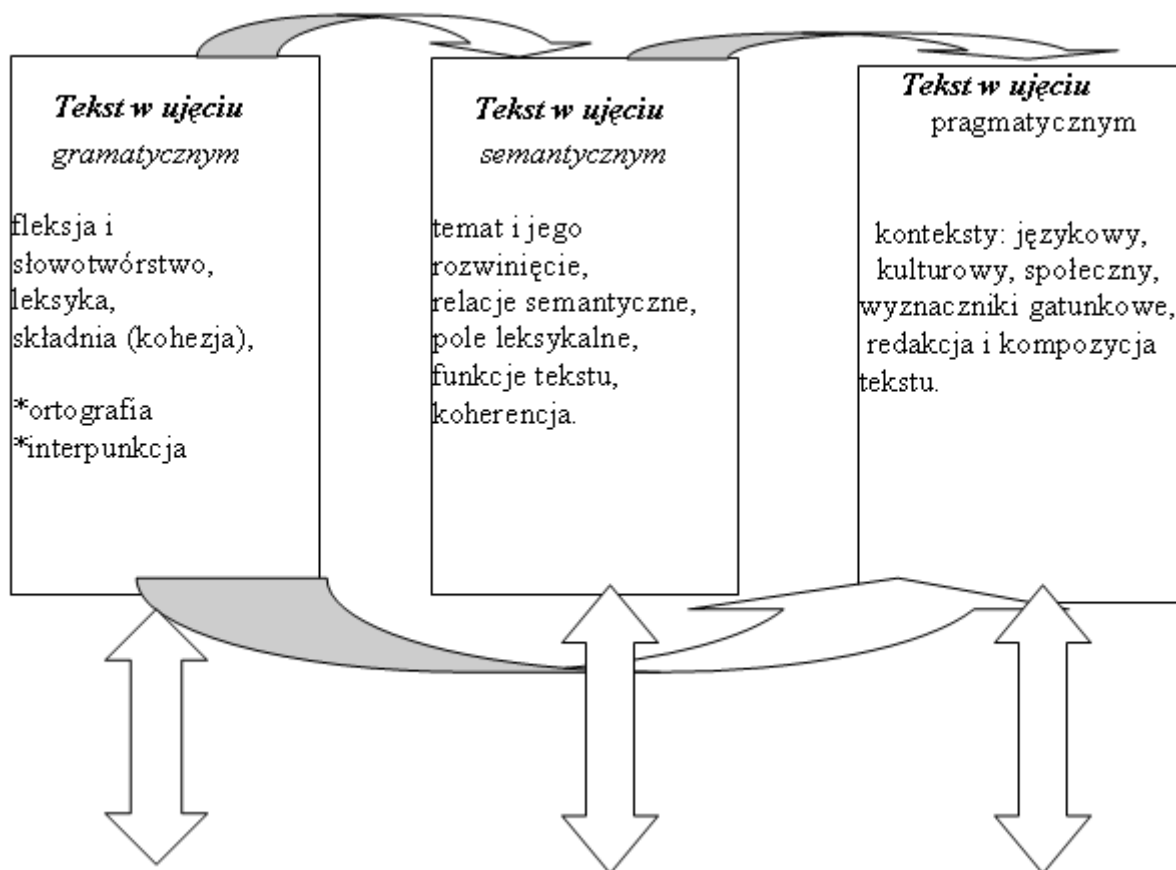 Tekst w ujęciu
gramatycznym
fleksja i
słowotwórstwo,
leksyka,
składnia (kohezja),
*ortografia
*interpunkcja
Tekst w ujęciu
semantycznym
temat i jego
rozwinięcie,
relacje semantyczne,
pole leksykalne,
funkcje tekstu,
koherencja.
Tekst w ujęciu
pragmatycznym
konteksty: językowy,
kulturowy, społeczny,
wyznaczniki gatunkowe,
redakcja i kompozycja
tekstu.